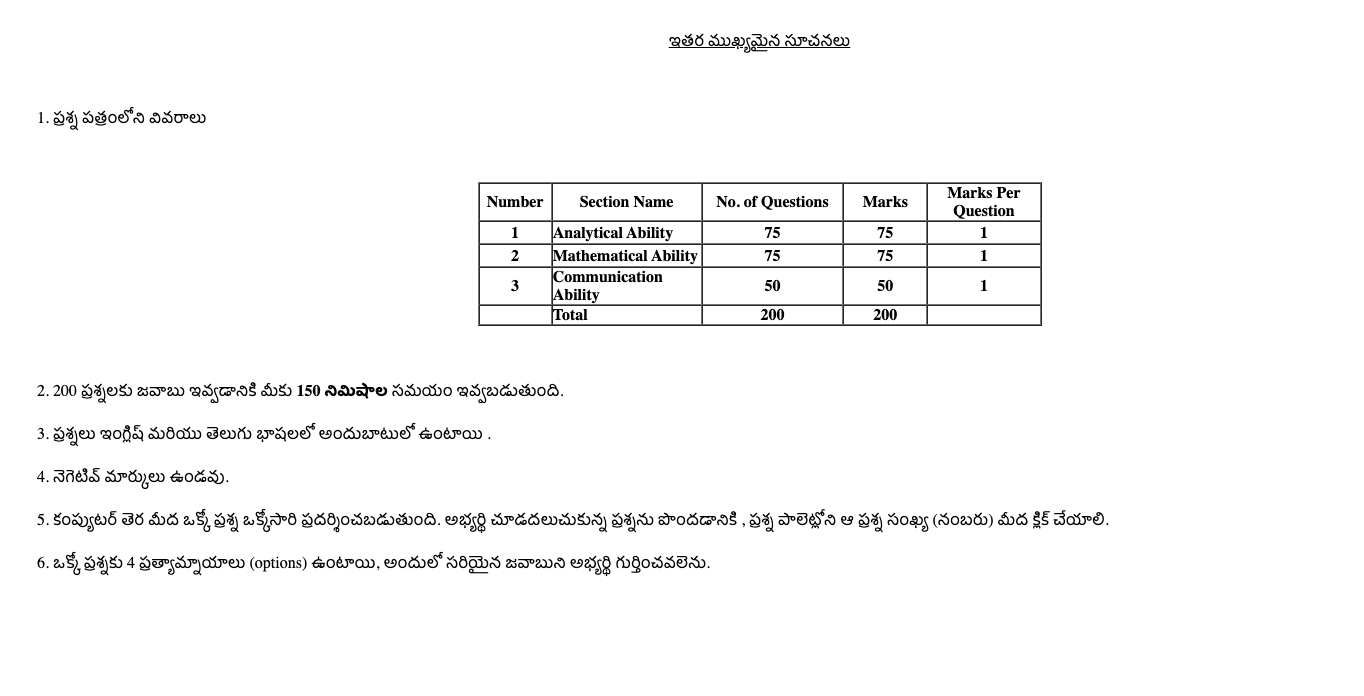 ఇతర ముఖ్యమైన సూచనలు
1. ప్రశ్న పత్రంలోని వివరాలు
Number Section Name No. of Questions Marks Marks Per Question
1 Analytical Ability 75 75 1
2 Mathematical Ability 75 75 1
3 Communication Ability 50 50 1
Total 200 200
2. 200 ప్రశ్నలకు జవాబు ఇవ్వడానికి మీకు 150 నిమిషాల సమయం ఇవ్వబడుతుంది.
3. ప్రశ్నలు ఇంగ్లిష్ మరియు తెలుగు భాషలలో అందుబాటులో ఉంటాయి .
4. నెగెటివ్ మార్కులు ఉండవు.
5. కంప్యుటర్ తెర మీద ఒక్కో ప్రశ్న ఒక్కోసారి ప్రదర్శించబడుతుంది. అభ్యర్థి చూడదలుచుకున్న ప్రశ్నను పొందడానికి , ప్రశ్న పాలెట్లోని ఆ ప్రశ్న సంఖ్య (నంబరు) మీద క్లిక్ చేయాలి.
6. ఒక్కో ప్రశ్నకు 4 ప్రత్యామ్నాయాలు (options) ఉంటాయి, అందులో సరియైన జవాబుని అభ్యర్థి గుర్తించవలెను.